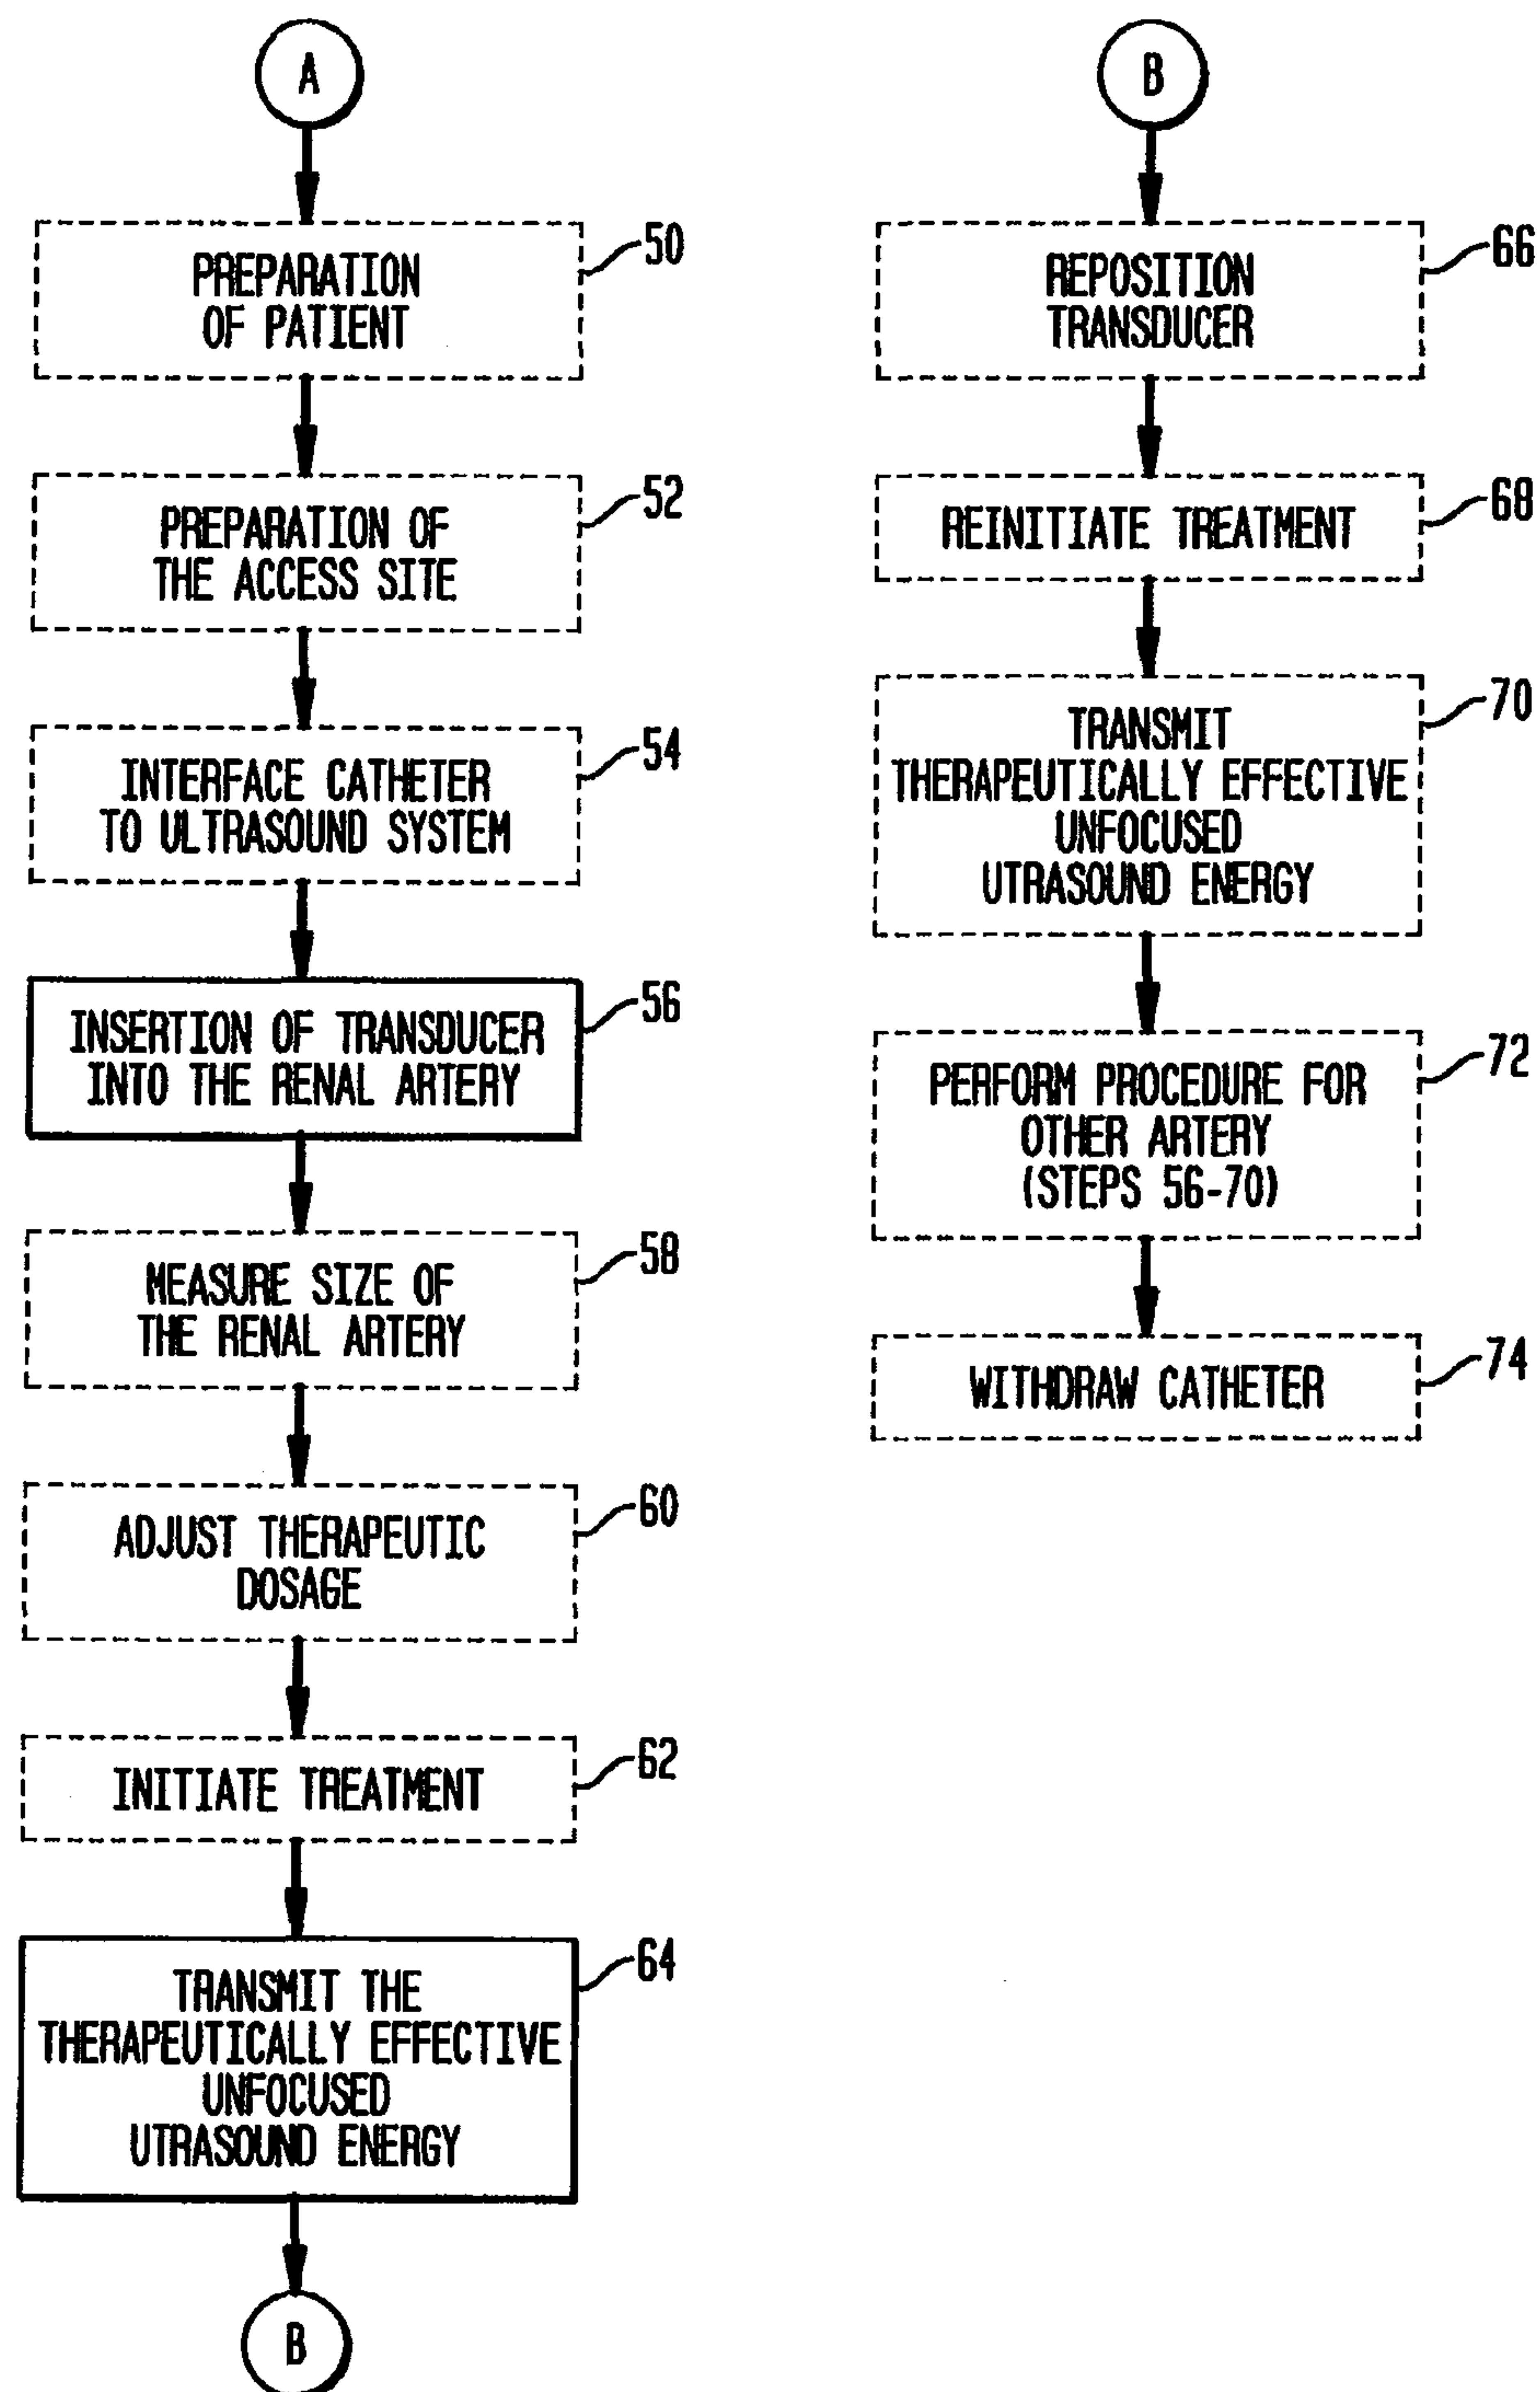 A
PREPARATION
OF PATIENT
50
PREPARATION OF
THE ACCESS SITE
52
INTERFACE CATHETER
TO ULTRASOUND SYSTEM
54
INSERTION OF TRANSDUCER
INTO THE RENAL ARTERY
56
MEASURE SIZE OF
THE RENAL ARTERY
58
ADJUST THERAPEUTIC
DOSAGE
60
INITIATE TREATMENT
62
TRANSMIT THE
THERAPEUTICALLY EFFECTIVE
UNFOCUSED
UTRASOUND ENERGY
64
B
B
REPOSITION
TRANSDUCER
66
REINITIATE TREATMENT
68
TRANSMIT
THERAPEUTICALLY EFFECTIVE
UNFOCUSED
UTRASOUND ENERGY
70
PERFORM PROCEDURE FOR
OTHER ARTERY
(STEPS 56-70)
72
WITHDRAW CATHETER
74